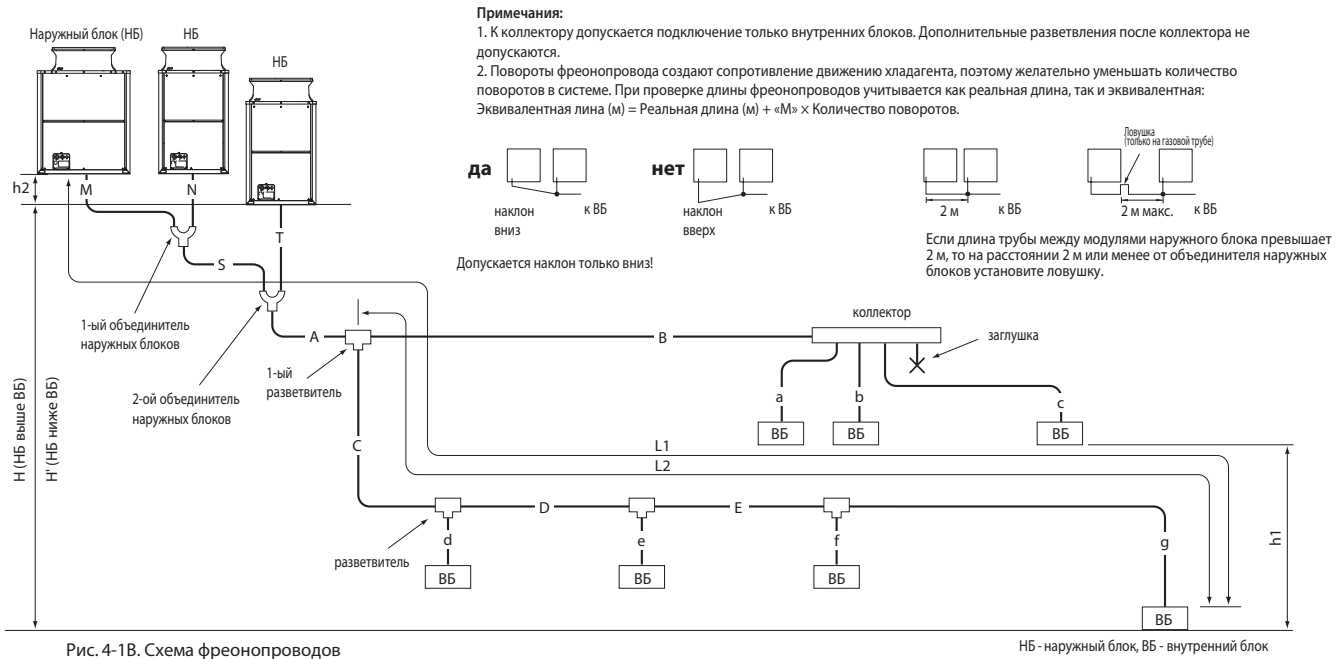 Примечания:
1. К коллектору допускается подключение только внутренних блоков. Дополнительные разветвления после коллектора не
допускаются.
2. Повороты фреонопровода создают сопротивление движению хладагента, поэтому желательно уменьшать количество
поворотов в системе. При проверке длины фреонопроводов учитывается как реальная длина, так и эквивалентная:
Эквивалентная лина (м) = Реальная длина (м) + «М» × Количество поворотов.
Наружный блок (НБ)
НБ
НБ
да
наклон
вниз
к ВБ
нет
наклон
вверх
к ВБ
Допускается наклон только вниз!
2 м
к ВБ
Ловушка
(только на газовой трубе)
2 м макс.
к ВБ
Если длина трубы между модулями наружного блока превышает
2 м, то на расстоянии 2 м или менее от объединителя наружных
блоков установите ловушку.
h2
M
N
T
S
1-ый объединитель
наружных блоков
2-ой объединитель
наружных блоков
A
1-ый
разветвитель
B
коллектор
заглушка
a
b
c
ВБ
ВБ
ВБ
H (НБ выше ВБ)
H' (НБ ниже ВБ)
C
L1
L2
D
E
d
e
f
g
h1
разветвитель
ВБ
ВБ
ВБ
ВБ
Рис. 4-1В. Схема фреонопроводов
НБ - наружный блок, ВБ - внутренний блок